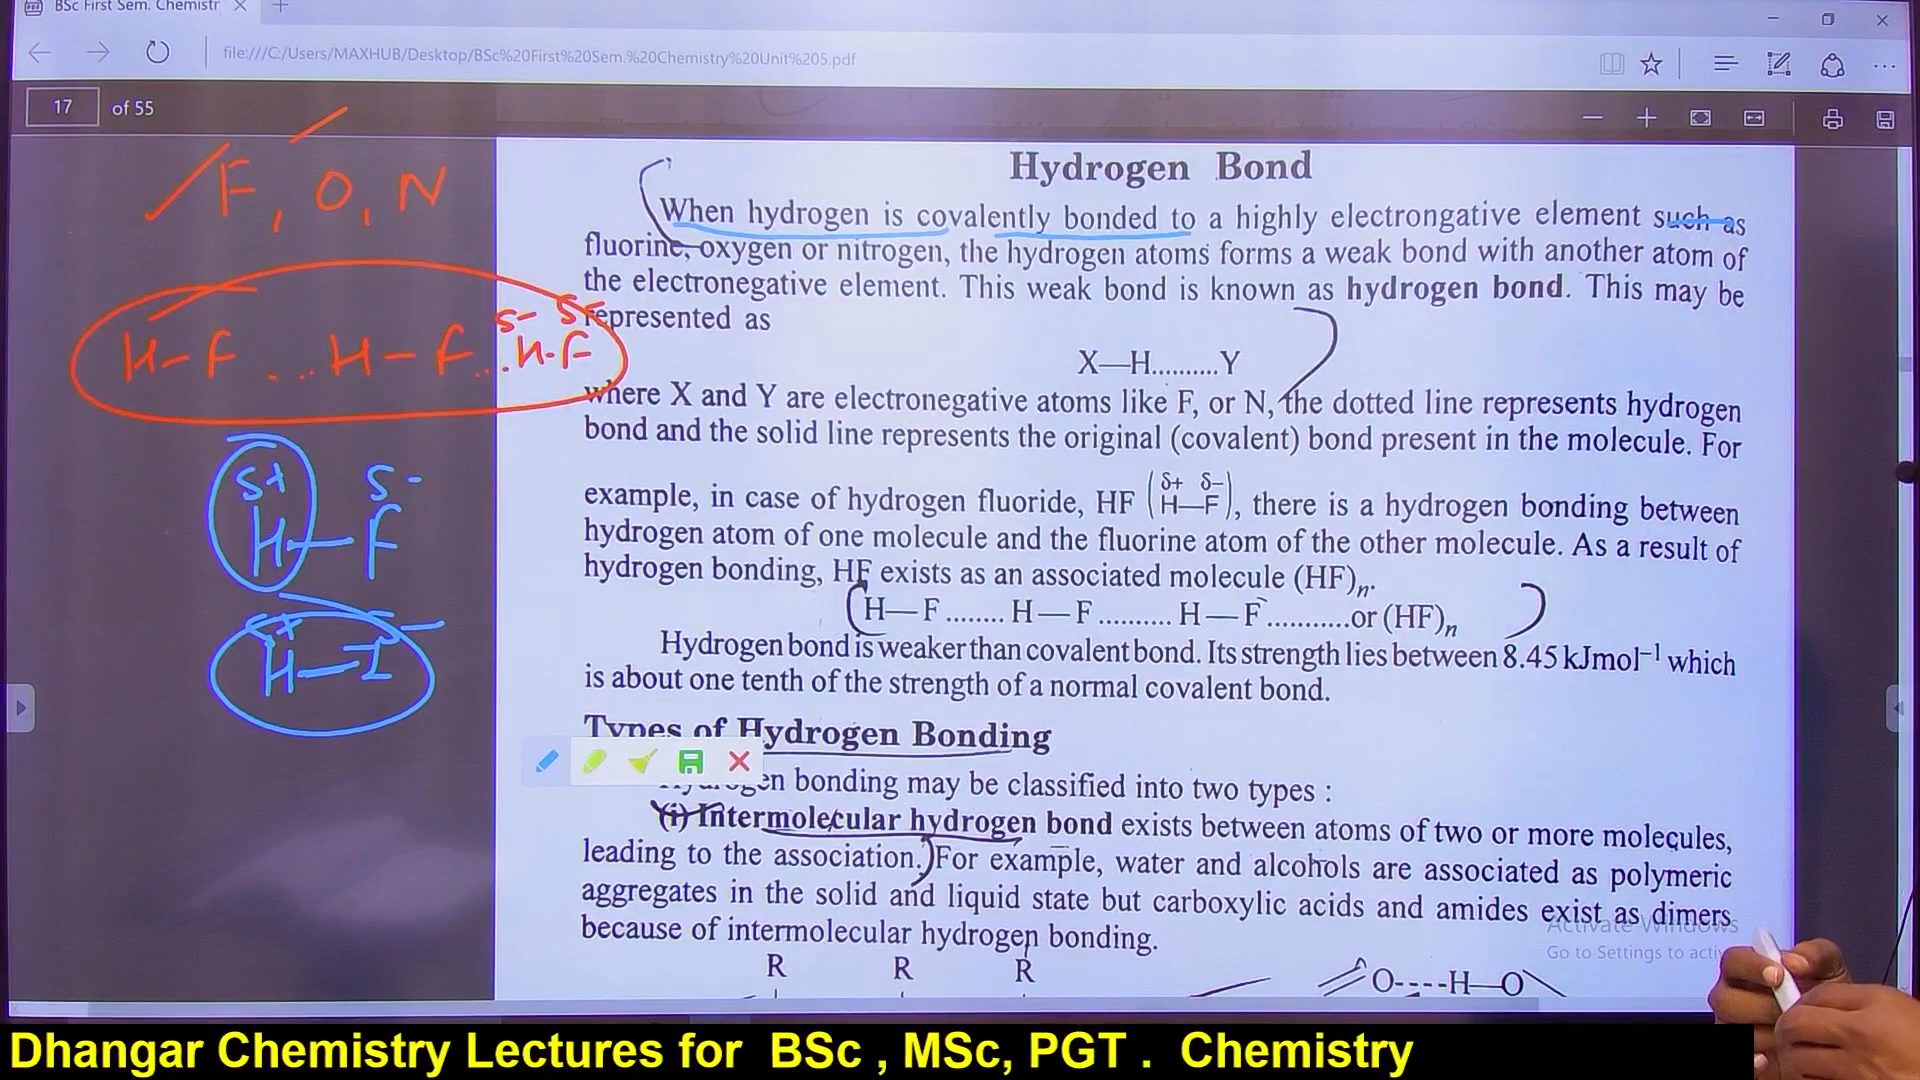 BSc First Sem. Chemistr
file:///C:/Users/MAXHUB/Desktop/BSc%20First%20Sem.%20Chemistry%20Unit%205.pdf
17 of 55
F, O, N
H-F ... H-F ... H-F
δ- δ-
δ+ δ-
H-F
δ+ -
H-I
Hydrogen Bond
When hydrogen is covalently bonded to a highly electrongative element such as
fluorine, oxygen or nitrogen, the hydrogen atoms forms a weak bond with another atom of
the electronegative element. This weak bond is known as hydrogen bond. This may be
represented as
X—H..........Y
where X and Y are electronegative atoms like F, or N, the dotted line represents hydrogen
bond and the solid line represents the original (covalent) bond present in the molecule. For
example, in case of hydrogen fluoride, HF (δ+H—δ-F), there is a hydrogen bonding between
hydrogen atom of one molecule and the fluorine atom of the other molecule. As a result of
hydrogen bonding, HF exists as an associated molecule (HF)n.
H—F........H—F..........H—F...........or (HF)n
Hydrogen bond is weaker than covalent bond. Its strength lies between 8.45 kJmol⁻¹ which
is about one tenth of the strength of a normal covalent bond.
Types of Hydrogen Bonding
bonding may be classified into two types :
(i) Intermolecular hydrogen bond exists between atoms of two or more molecules,
leading to the association. For example, water and alcohols are associated as polymeric
aggregates in the solid and liquid state but carboxylic acids and amides exist as dimers
because of intermolecular hydrogen bonding.
R R R
O----H—O
Activate Windows
Go to Settings to activ
Dhangar Chemistry Lectures for BSc , MSc, PGT . Chemistry